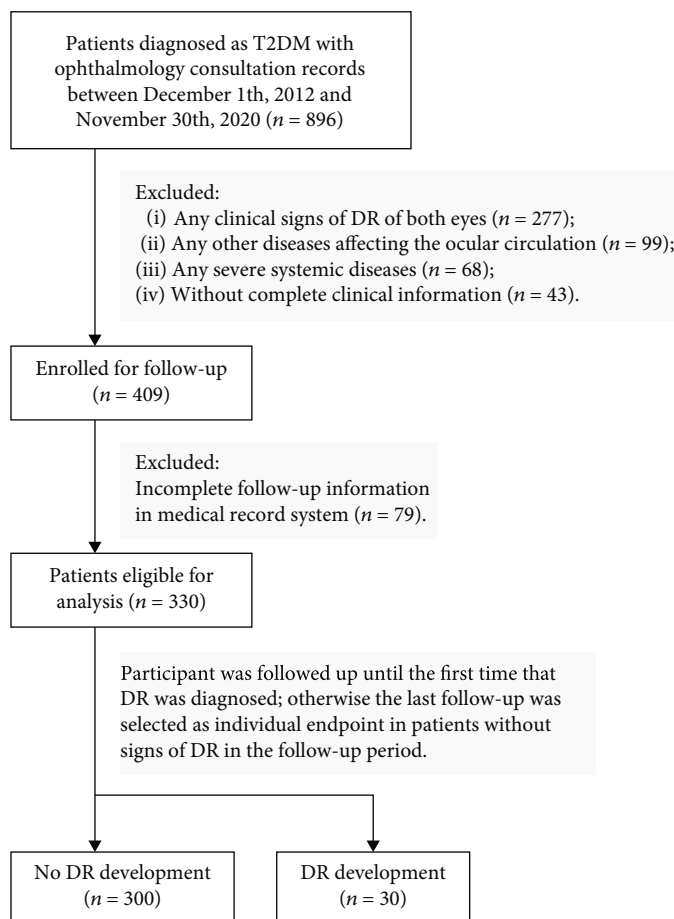 Patients diagnosed as T2DM with
ophthalmology consultation records
between December 1th, 2012 and
November 30th, 2020 (n = 896)
Excluded:
(i) Any clinical signs of DR of both eyes (n = 277);
(ii) Any other diseases affecting the ocular circulation (n = 99);
(iii) Any severe systemic diseases (n = 68);
(iv) Without complete clinical information (n = 43).
Enrolled for follow-up
(n = 409)
Excluded:
Incomplete follow-up information
in medical record system (n = 79).
Patients eligible for
analysis (n = 330)
Participant was followed up until the first time that
DR was diagnosed; otherwise the last follow-up was
selected as individual endpoint in patients without
signs of DR in the follow-up period.
No DR development
(n = 300)
DR development
(n = 30)